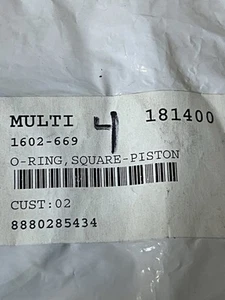 MULTI 4 181400
1602-669
O-RING,SQUARE-PISTON
CUST:02
8880285434